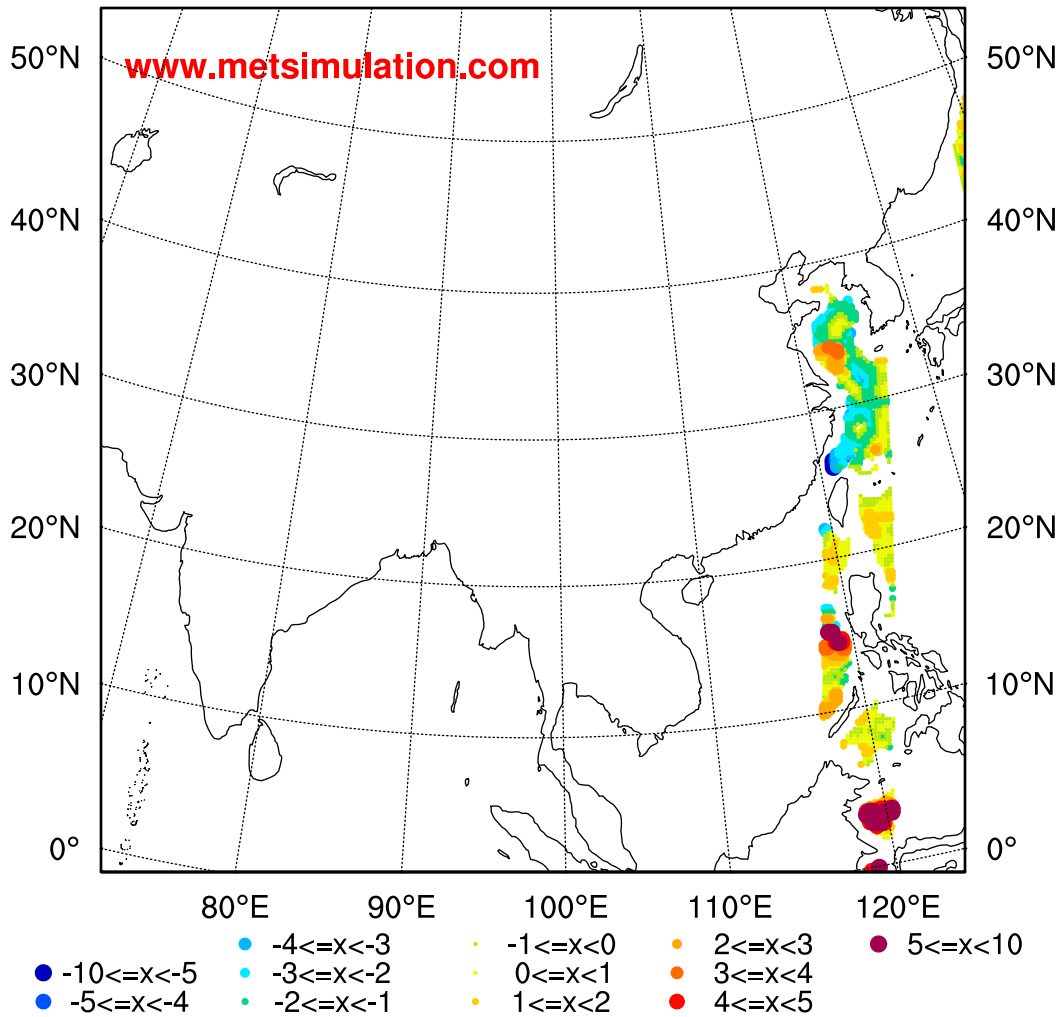 www.metsimulation.com
50°N 50°N
40°N 40°N
30°N 30°N
20°N 20°N
10°N 10°N
0° 0°
80°E 90°E 100°E 110°E 120°E
-4<=x<-3 -1<=x<0 2<=x<3 5<=x<10
-10<=x<-5 -3<=x<-2 0<=x<1 3<=x<4
-5<=x<-4 -2<=x<-1 1<=x<2 4<=x<5